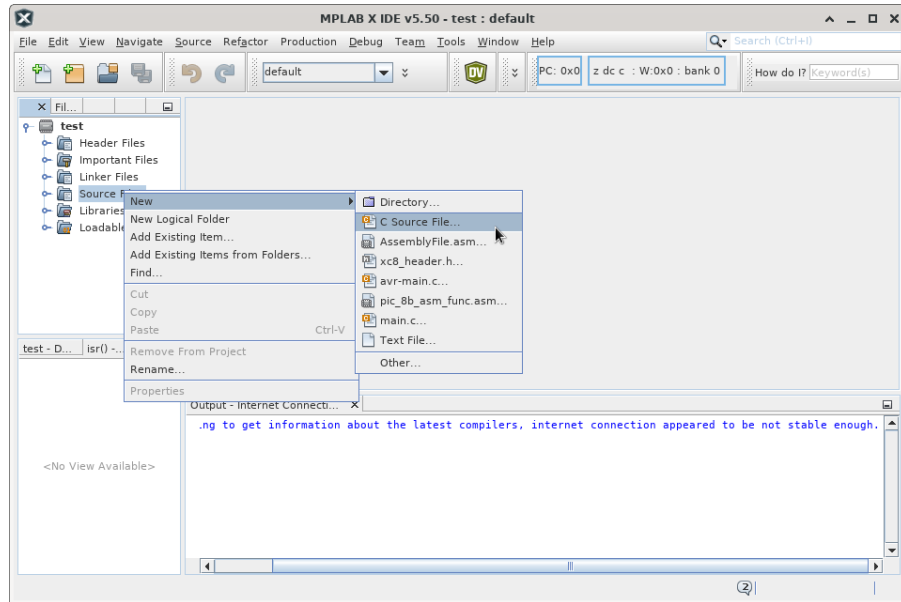 MPLAB X IDE v5.50 - test : default
File Edit View Navigate Source Refactor Production Debug Team Tools Window Help
Search (Ctrl+I)
default
PC: 0x0
z dc c : W:0x0 : bank 0
How do I?
Keyword(s)
Fil...
test
Header Files
Important Files
Linker Files
Source
Libraries
New
New Logical Folder
Add Existing Item...
Add Existing Items from Folders...
Find...
Cut
Copy
Paste Ctrl-V
Remove From Project
Rename...
Properties
Directory...
C Source File...
AssemblyFile.asm...
xc8_header.h...
avr-main.c...
pic_8b_asm_func.asm...
main.c...
Text File...
Other...
test - D...
isr() -...
<No View Available>
Output - Internet Connecti...
.ng to get information about the latest compilers, internet connection appeared to be not stable enough.
2